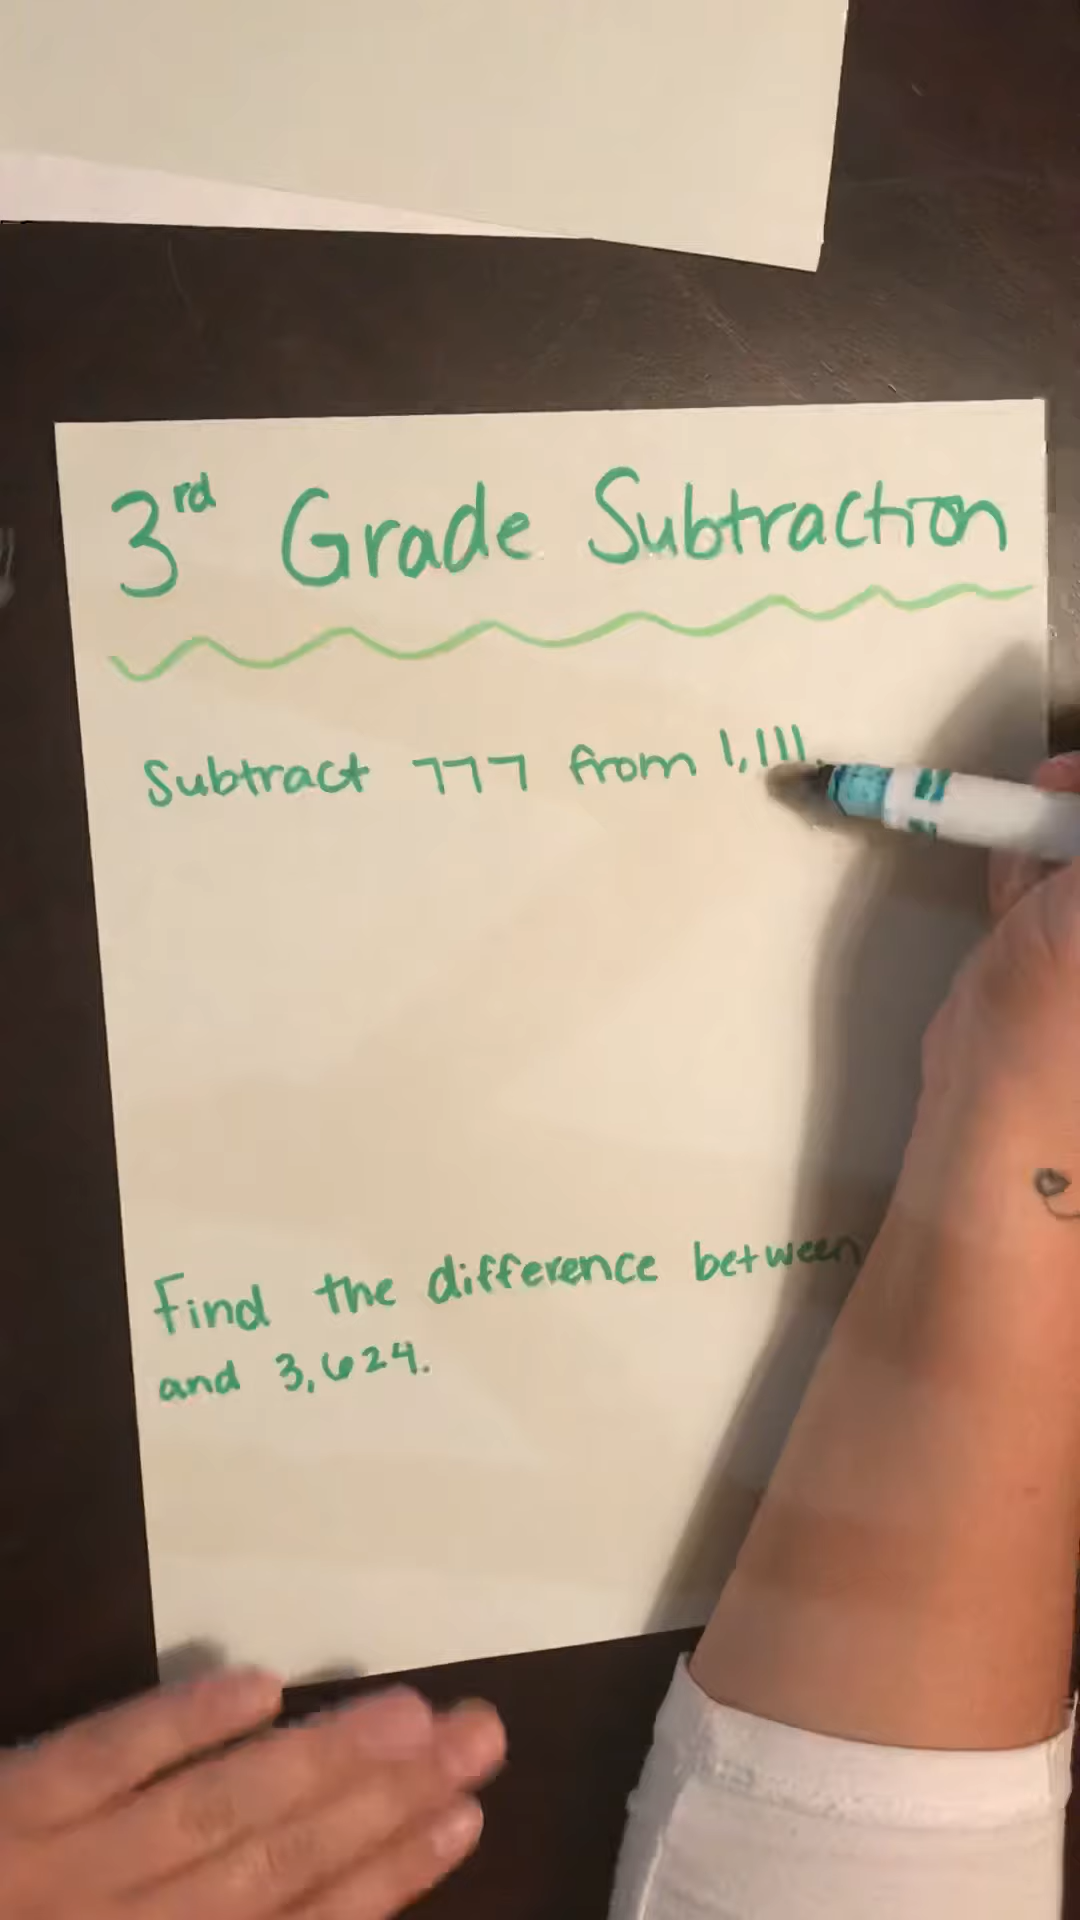 3rd Grade Subtraction
Subtract 777 from 1,111.
Find the difference between
and 3,624.